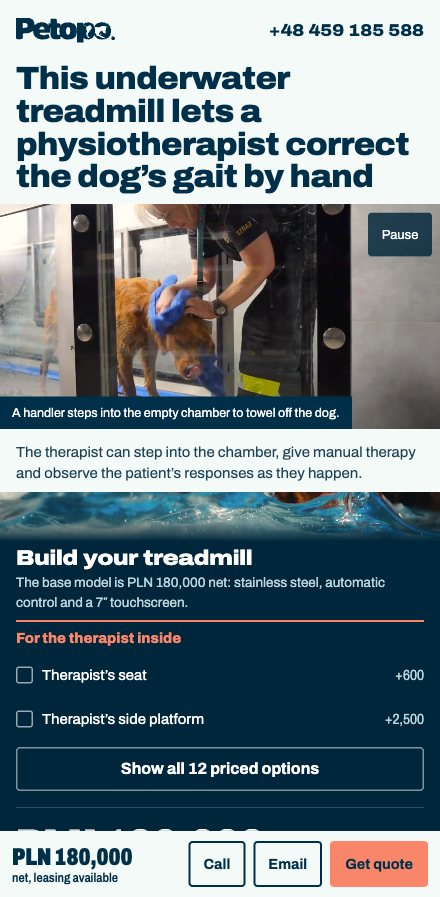 Petopo.
+48 459 185 588
This underwater
treadmill lets a
physiotherapist correct
the dog’s gait by hand
Pause
A handler steps into the empty chamber to towel off the dog.
The therapist can step into the chamber, give manual therapy
and observe the patient’s responses as they happen.
Build your treadmill
The base model is PLN 180,000 net: stainless steel, automatic
control and a 7″ touchscreen.
For the therapist inside
Therapist’s seat
+600
Therapist’s side platform
+2,500
Show all 12 priced options
PLN 180,000
net, leasing available
Call
Email
Get quote